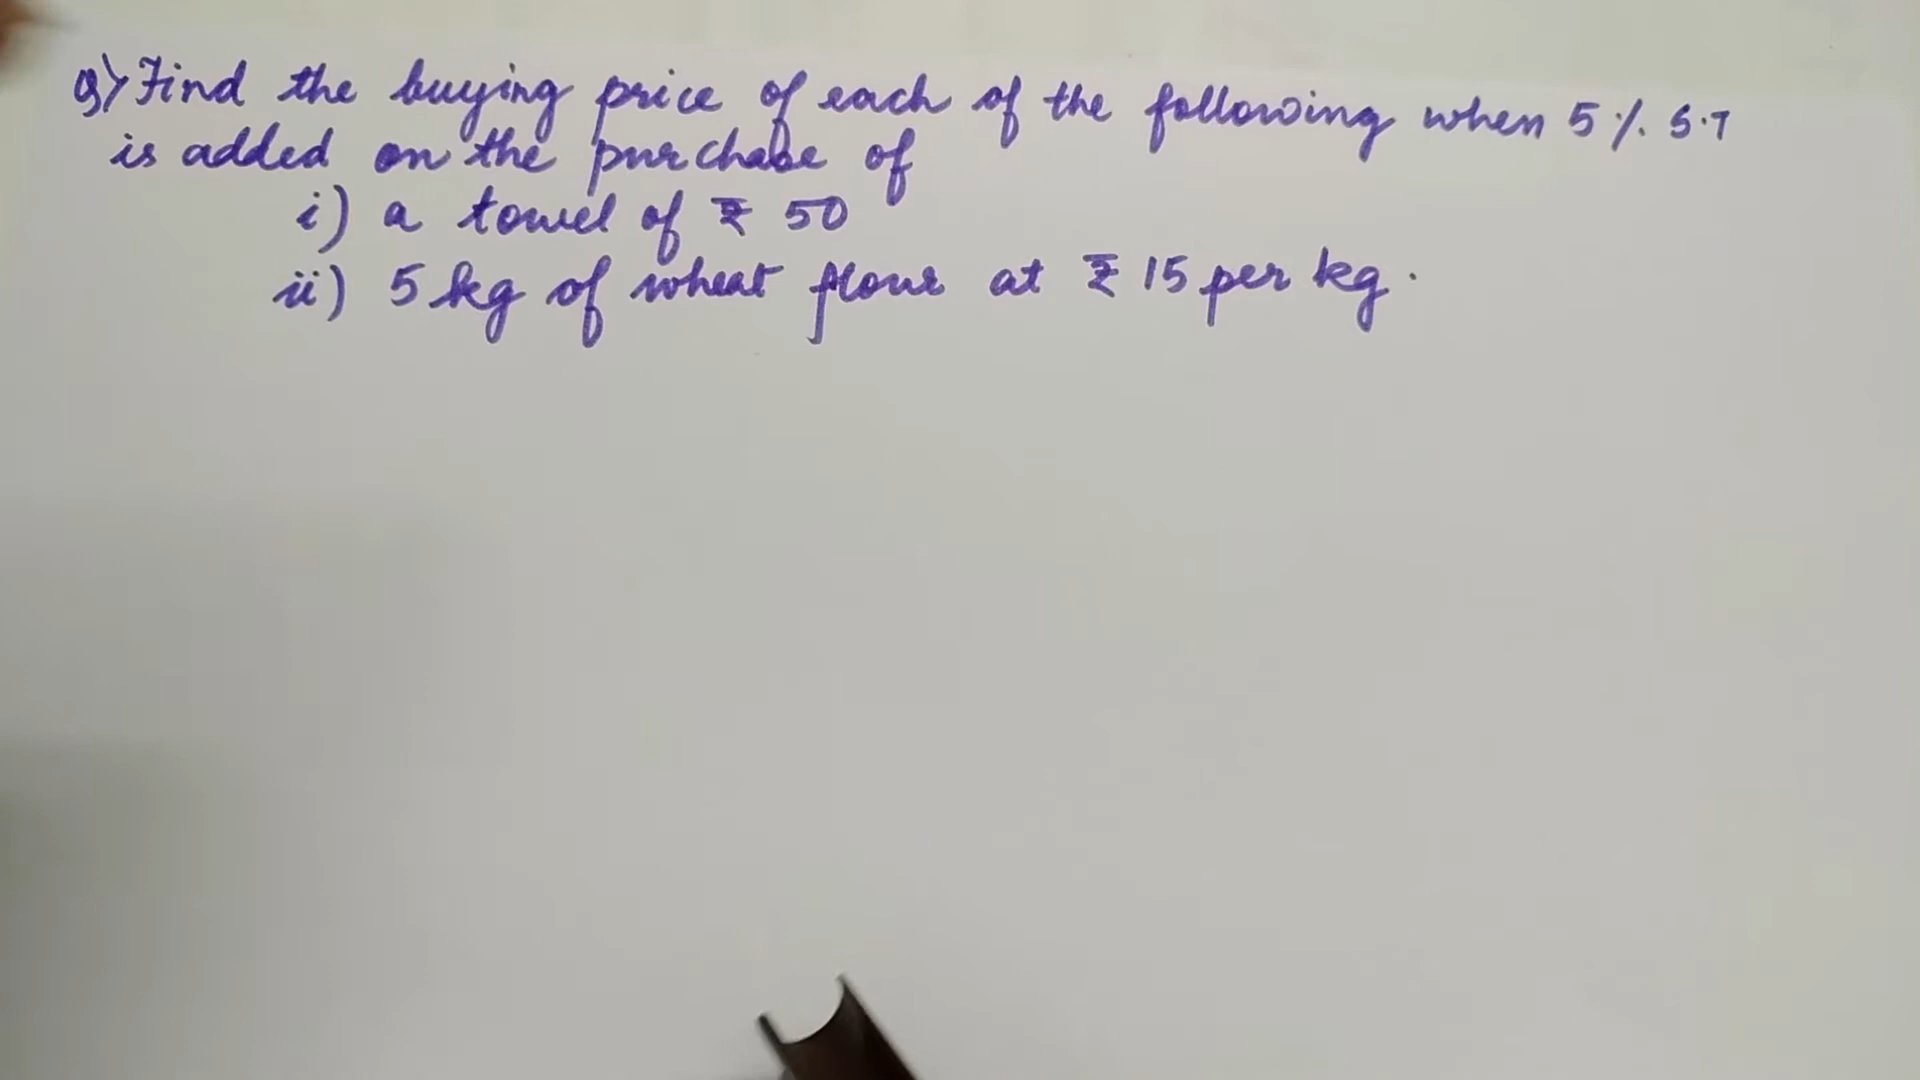 Q) Find the buying price of each of the following when 5 % S.T
is added on the purchase of
i) a towel of ₹ 50
ii) 5 kg of wheat flour at ₹ 15 per kg.